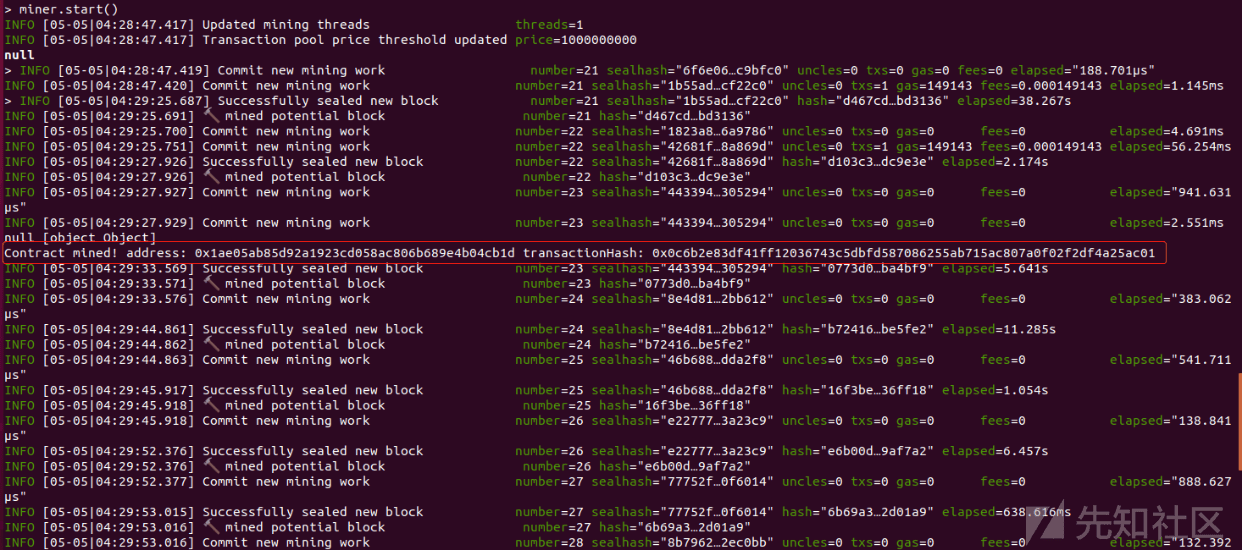 > miner.start()
INFO [05-05|04:28:47.417] Updated mining threads threads=1
INFO [05-05|04:28:47.417] Transaction pool price threshold updated price=1000000000
null
> INFO [05-05|04:28:47.419] Commit new mining work number=21 sealhash="6f6e06…c9bfc0" uncles=0 txs=0 gas=0 fees=0 elapsed="188.701µs"
INFO [05-05|04:28:47.420] Commit new mining work number=21 sealhash="1b55ad…cf22c0" uncles=0 txs=1 gas=149143 fees=0.000149143 elapsed=1.145ms
> INFO [05-05|04:29:25.687] Successfully sealed new block number=21 sealhash="1b55ad…cf22c0" hash="d467cd…bd3136" elapsed=38.267s
INFO [05-05|04:29:25.691] 🔨 mined potential block number=21 hash="d467cd…bd3136"
INFO [05-05|04:29:25.700] Commit new mining work number=22 sealhash="1823a8…6a9786" uncles=0 txs=0 gas=0 fees=0 elapsed=4.691ms
INFO [05-05|04:29:25.751] Commit new mining work number=22 sealhash="42681f…8a869d" uncles=0 txs=1 gas=149143 fees=0.000149143 elapsed=56.254ms
INFO [05-05|04:29:27.926] Successfully sealed new block number=22 sealhash="42681f…8a869d" hash="d103c3…dc9e3e" elapsed=2.174s
INFO [05-05|04:29:27.926] 🔨 mined potential block number=22 hash="d103c3…dc9e3e"
INFO [05-05|04:29:27.927] Commit new mining work number=23 sealhash="443394…305294" uncles=0 txs=0 gas=0 fees=0 elapsed="941.631
µs"
INFO [05-05|04:29:27.929] Commit new mining work number=23 sealhash="443394…305294" uncles=0 txs=0 gas=0 fees=0 elapsed=2.551ms
null [object Object]
Contract mined! address: 0x1ae05ab85d92a1923cd058ac806b689e4b04cb1d transactionHash: 0x0c6b2e83df41ff12036743c5dbfd587086255ab715ac807a0f02f2df4a25ac01
INFO [05-05|04:29:33.569] Successfully sealed new block number=23 sealhash="443394…305294" hash="0773d0…ba4bf9" elapsed=5.641s
INFO [05-05|04:29:33.571] 🔨 mined potential block number=23 hash="0773d0…ba4bf9"
INFO [05-05|04:29:33.576] Commit new mining work number=24 sealhash="8e4d81…2bb612" uncles=0 txs=0 gas=0 fees=0 elapsed="383.062
µs"
INFO [05-05|04:29:44.861] Successfully sealed new block number=24 sealhash="8e4d81…2bb612" hash="b72416…be5fe2" elapsed=11.285s
INFO [05-05|04:29:44.862] 🔨 mined potential block number=24 hash="b72416…be5fe2"
INFO [05-05|04:29:44.863] Commit new mining work number=25 sealhash="46b688…dda2f8" uncles=0 txs=0 gas=0 fees=0 elapsed="541.711
µs"
INFO [05-05|04:29:45.917] Successfully sealed new block number=25 sealhash="46b688…dda2f8" hash="16f3be…36ff18" elapsed=1.054s
INFO [05-05|04:29:45.918] 🔨 mined potential block number=25 hash="16f3be…36ff18"
INFO [05-05|04:29:45.918] Commit new mining work number=26 sealhash="e22777…3a23c9" uncles=0 txs=0 gas=0 fees=0 elapsed="138.841
µs"
INFO [05-05|04:29:52.376] Successfully sealed new block number=26 sealhash="e22777…3a23c9" hash="e6b00d…9af7a2" elapsed=6.457s
INFO [05-05|04:29:52.376] 🔨 mined potential block number=26 hash="e6b00d…9af7a2"
INFO [05-05|04:29:52.377] Commit new mining work number=27 sealhash="77752f…0f6014" uncles=0 txs=0 gas=0 fees=0 elapsed="888.627
µs"
INFO [05-05|04:29:53.015] Successfully sealed new block number=27 sealhash="77752f…0f6014" hash="6b69a3…2d01a9" elapsed=638.616ms
INFO [05-05|04:29:53.016] 🔨 mined potential block number=27 hash="6b69a3…2d01a9"
INFO [05-05|04:29:53.016] Commit new mining work number=28 sealhash="8b7962…2ec0bb" uncles=0 txs=0 gas=0 fees=0 elapsed="132.392
先知社区